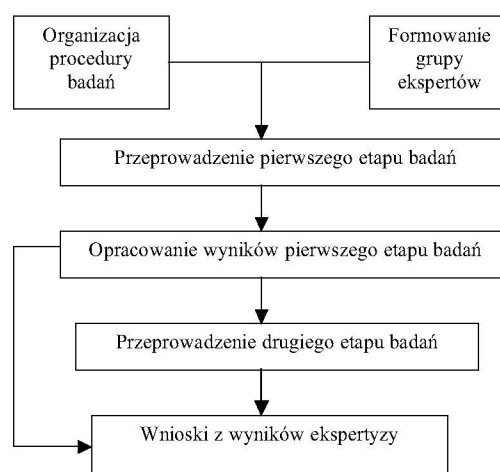 Organizacja
procedury
badań
Formowanie
grupy
ekspertów
Przeprowadzenie pierwszego etapu badań
Opracowanie wyników pierwszego etapu badań
Przeprowadzenie drugiego etapu badań
Wnioski z wyników ekspertyzy